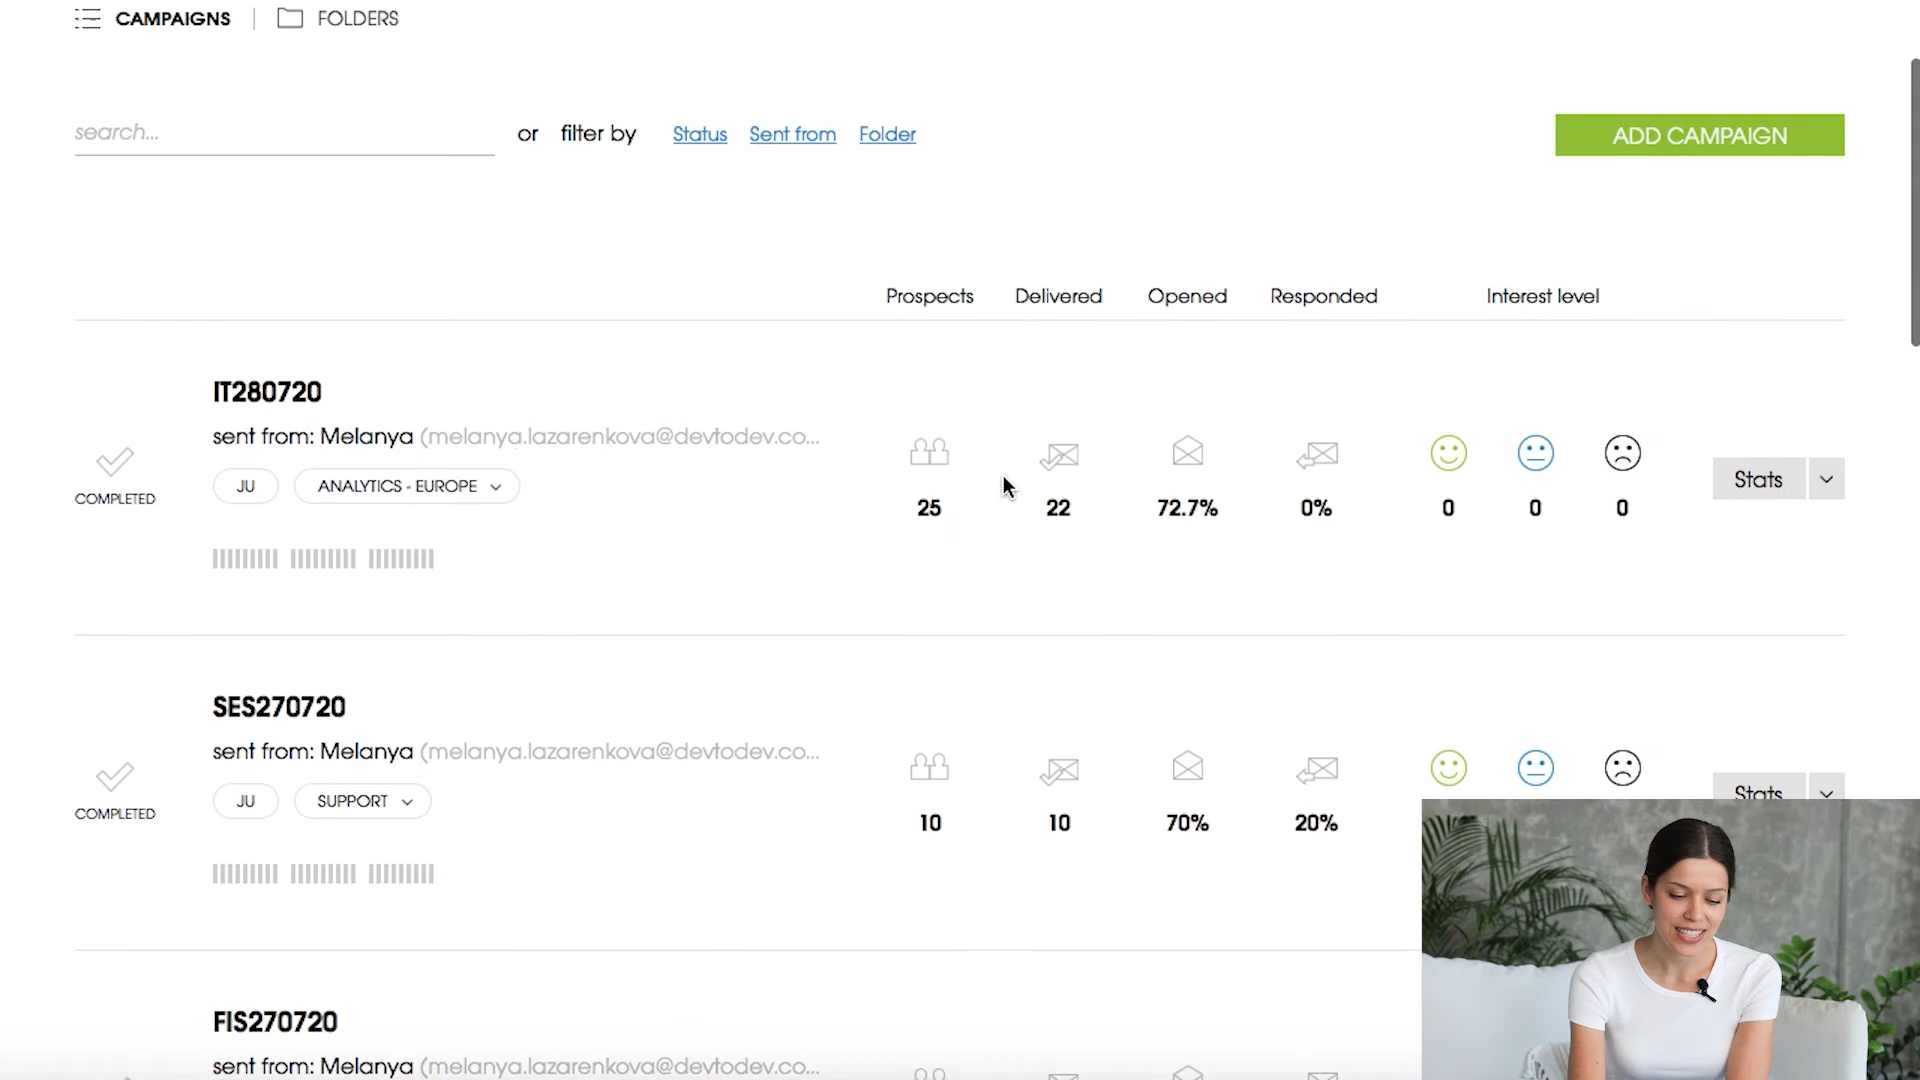 CAMPAIGNS | FOLDERS
search... or filter by Status Sent from Folder ADD CAMPAIGN
Prospects Delivered Opened Responded Interest level
IT280720
sent from: Melanya (melanya.lazarenkova@devtodev.co...
COMPLETED JU ANALYTICS - EUROPE 25 22 72.7% 0% 0 0 0 Stats
SES270720
sent from: Melanya (melanya.lazarenkova@devtodev.co...
COMPLETED JU SUPPORT 10 10 70% 20% Stats
FIS270720
sent from: Melanya (melanya.lazarenkova@devtodev.co...